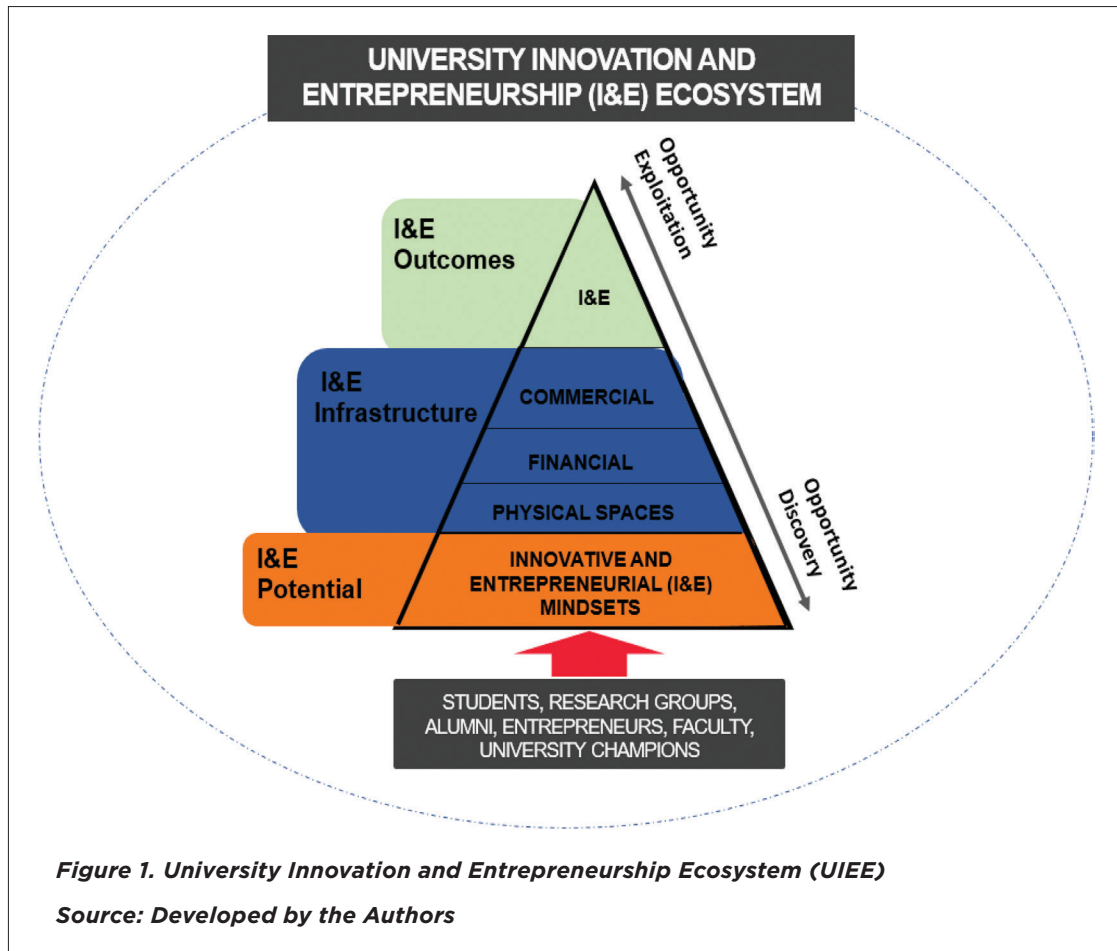 UNIVERSITY INNOVATION AND
ENTREPRENEURSHIP (I&E) ECOSYSTEM
Opportunity
Exploitation
I&E
Outcomes
I&E
I&E
Infrastructure
COMMERCIAL
FINANCIAL
PHYSICAL SPACES
Opportunity
Discovery
I&E
Potential
INNOVATIVE AND
ENTREPRENEURIAL (I&E)
MINDSETS
STUDENTS, RESEARCH GROUPS,
ALUMNI, ENTREPRENEURS, FACULTY,
UNIVERSITY CHAMPIONS
Figure 1. University Innovation and Entrepreneurship Ecosystem (UIEE)
Source: Developed by the Authors